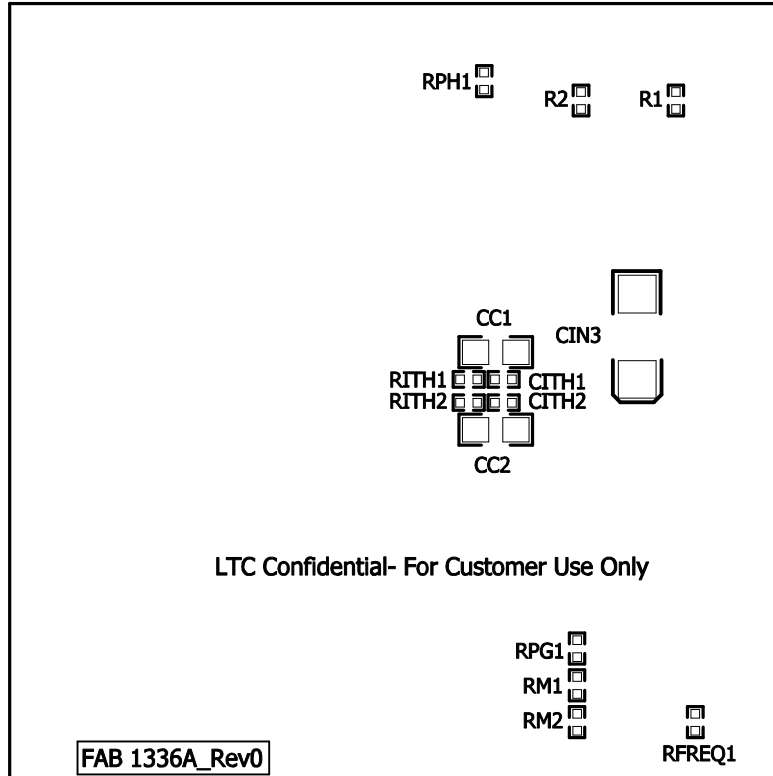 RPH1
R2
R1
CC1
CIN3
RITH1
CITH1
RITH2
CITH2
CC2
LTC Confidential- For Customer Use Only
RPG1
RM1
RM2
RFREQ1
FAB 1336A_Rev0